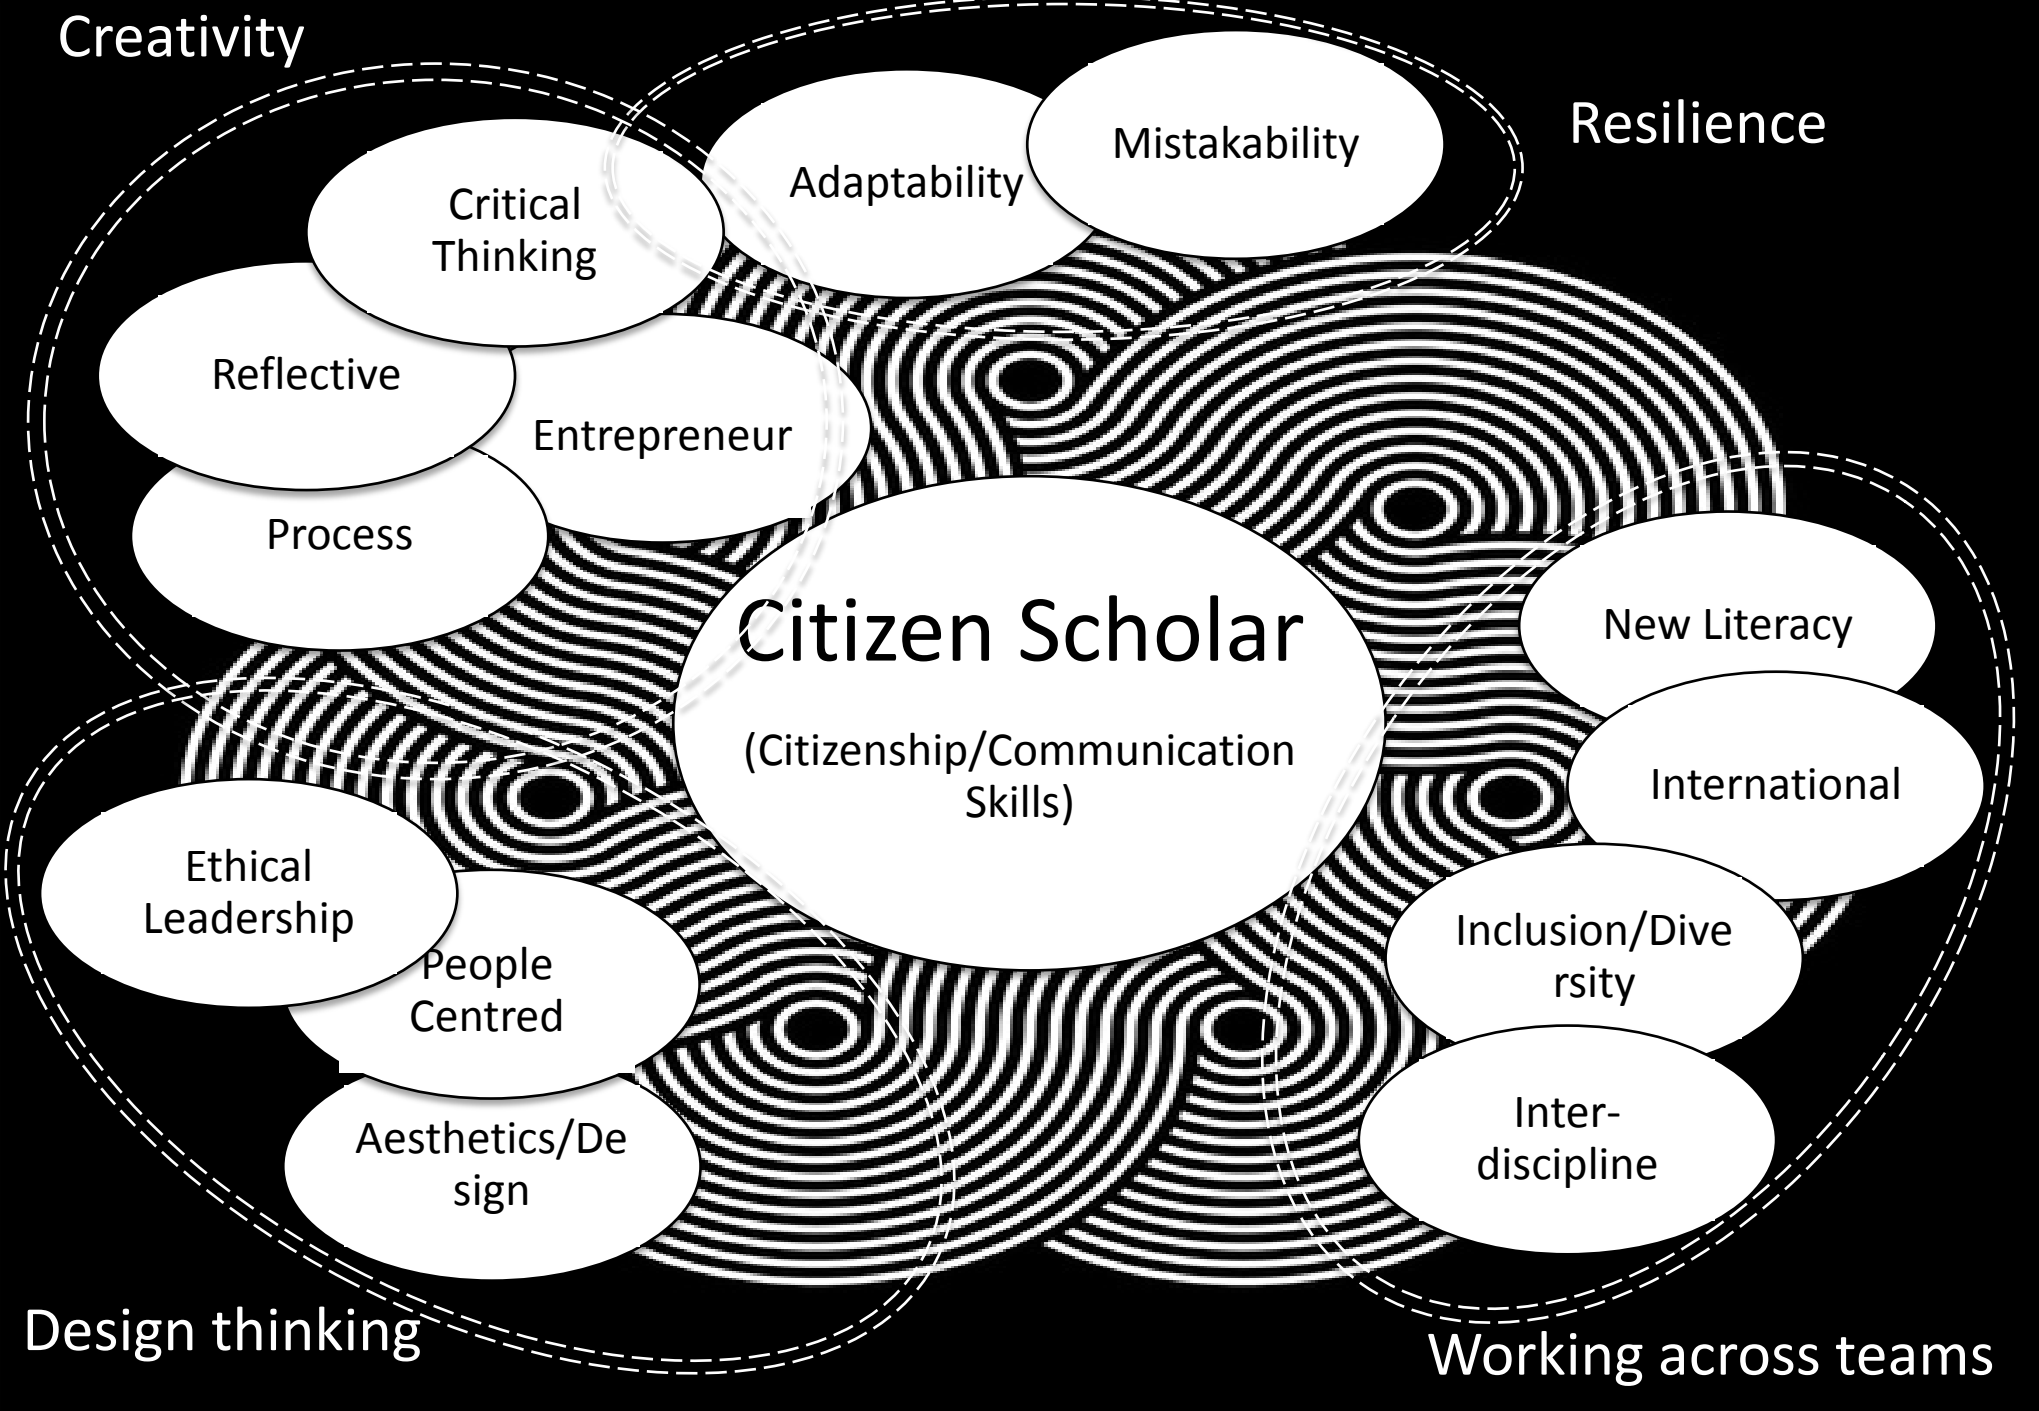 Creativity
Resilience
Critical
Thinking
Adaptability
Mistakability
Reflective
Entrepreneur
Process
Citizen Scholar
(Citizenship/Communication
Skills)
New Literacy
International
Inclusion/Dive
rsity
Inter-
discipline
Ethical
Leadership
People
Centred
Aesthetics/De
sign
Design thinking
Working across teams